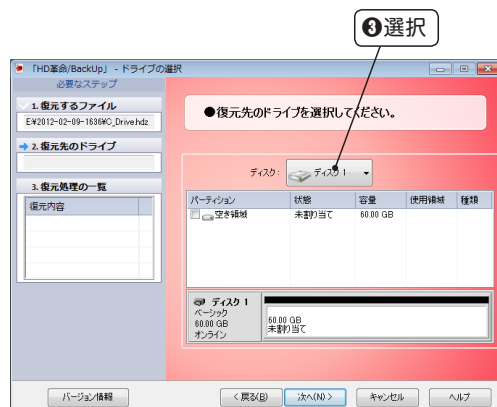 ❸選択
「HD革命/BackUp」 - ドライブの選択
必要なステップ
1. 復元するファイル
E¥2012-02-09-1636¥C_Drive.hdz
2. 復元先のドライブ
3. 復元処理の一覧
復元内容
●復元先のドライブを選択してください。
ディスク: ディスク 1
パーティション 状態 容量 使用領域 種類
空き領域 未割り当て 60.00 GB
ディスク 1
ベーシック
60.00 GB
オンライン
60.00 GB
未割り当て
バージョン情報 < 戻る(B) 次へ(N) > キャンセル ヘルプ